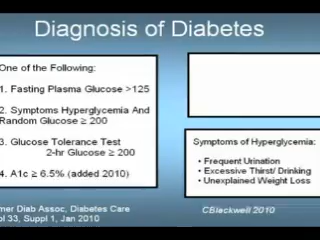 Diagnosis of Diabetes
One of the Following:
1. Fasting Plasma Glucose >125
2. Symptoms Hyperglycemia And
Random Glucose ≥ 200
3. Glucose Tolerance Test
2-hr Glucose ≥ 200
4. A1c ≥ 6.5% (added 2010)
Symptoms of Hyperglycemia:
• Frequent Urination
• Excessive Thirst/ Drinking
• Unexplained Weight Loss
mer Diab Assoc, Diabetes Care
ol 33, Suppl 1, Jan 2010
CBlackwell 2010